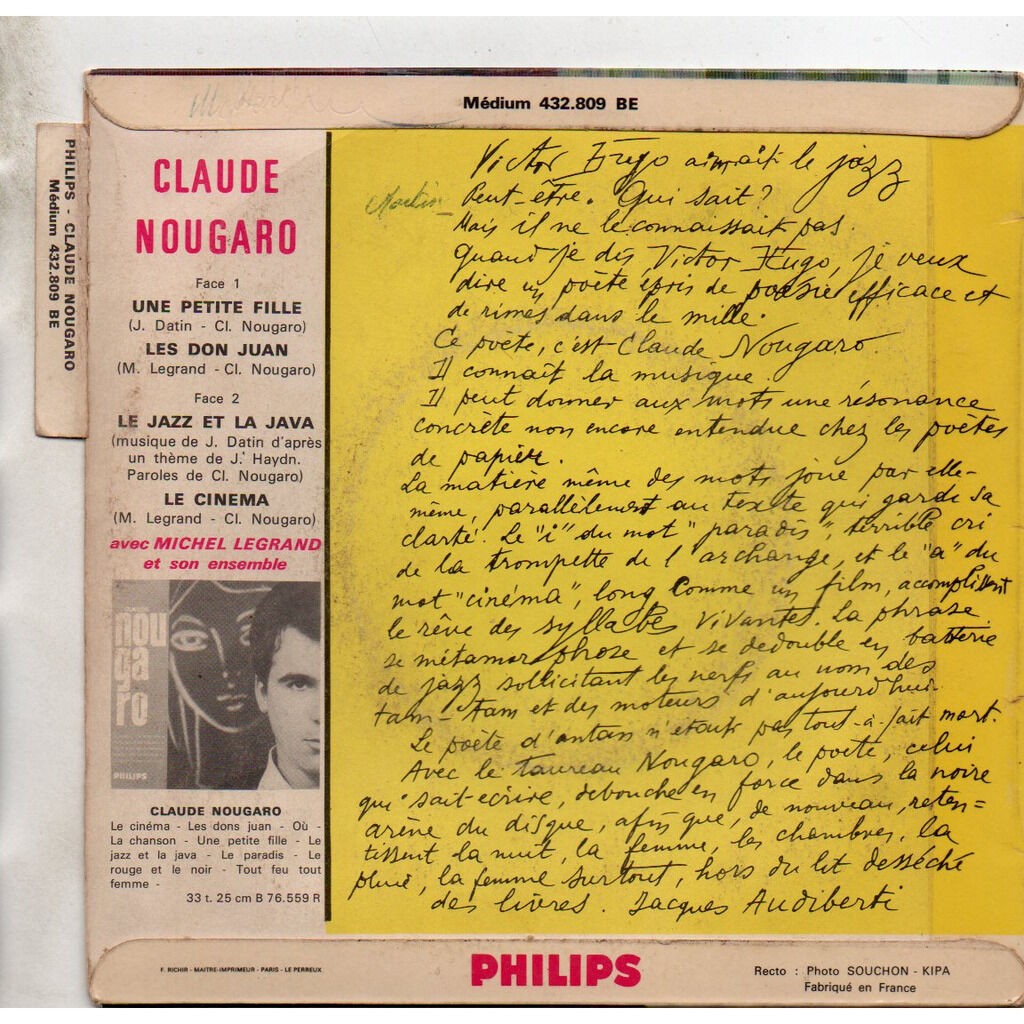 Médium 432.809 BE
PHILIPS - CLAUDE NOUGARO
Médium 432.809 BE
CLAUDE
NOUGARO
Face 1
UNE PETITE FILLE
(J. Datin - Cl. Nougaro)
LES DON JUAN
(M. Legrand - Cl. Nougaro)
Face 2
LE JAZZ ET LA JAVA
(musique de J. Datin d'après
un thème de J. Haydn.
Paroles de Cl. Nougaro)
LE CINEMA
(M. Legrand - Cl. Nougaro)
avec MICHEL LEGRAND
et son ensemble
CLAUDE
nou
ga
ro
PHILIPS
CLAUDE NOUGARO
Le cinéma - Les dons juan - Où -
La chanson - Une petite fille - Le
jazz et la java - Le paradis - Le
rouge et le noir - Tout feu tout
femme -
33 t. 25 cm B 76.559 R
Victor Hugo aimait le jazz
Peut-être. Qui sait ?
Mais il ne le connaissait pas.
Quand je dis Victor Hugo, je veux
dire un poète épris de poésie efficace et
de rimes dans le mille.
Ce poète, c'est Claude Nougaro.
Il connaît la musique.
Il peut donner aux mots une résonance
concrète non encore entendue chez les poètes
de papier.
La matière même des mots joue par elle-
même, parallèlement au texte qui garde sa
clarté. Le "i" du mot "paradis", terrible cri
de la trompette de l'archange, et le "a" du
mot "cinéma", long comme un film, accomplissent
le rêve des syllabes vivantes. La phrase
se métamorphose et se dédouble en batterie
de jazz sollicitant les nerfs au nom des
tam-tam et des moteurs d'aujourd'hui.
Le poète d'antan n'était pas tout-à-fait mort.
Avec le taureau Nougaro, le poète, celui
qui sait écrire, débouche en force dans la noire
arène du disque, afin que, de nouveau, reten=
tissent la nuit, la femme, les chambres, la
pluie, la femme surtout, hors du lit desséché
des livres. Jacques Audiberti
F. RICHIR - MAITRE-IMPRIMEUR - PARIS - LE PERREUX
PHILIPS
Recto : Photo SOUCHON - KIPA
Fabriqué en France